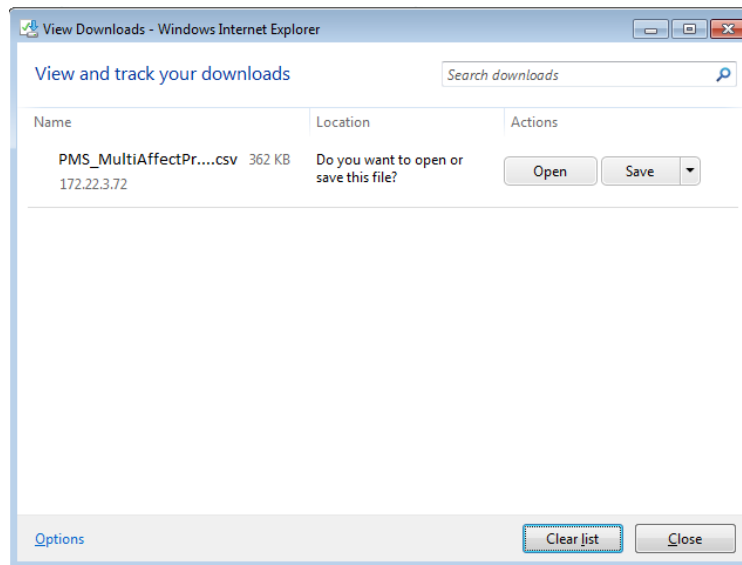 View Downloads - Windows Internet Explorer
View and track your downloads
Search downloads
Name Location Actions
PMS_MultiAffectPr....csv 362 KB
172.22.3.72
Do you want to open or
save this file?
Open Save
Options Clear list Close